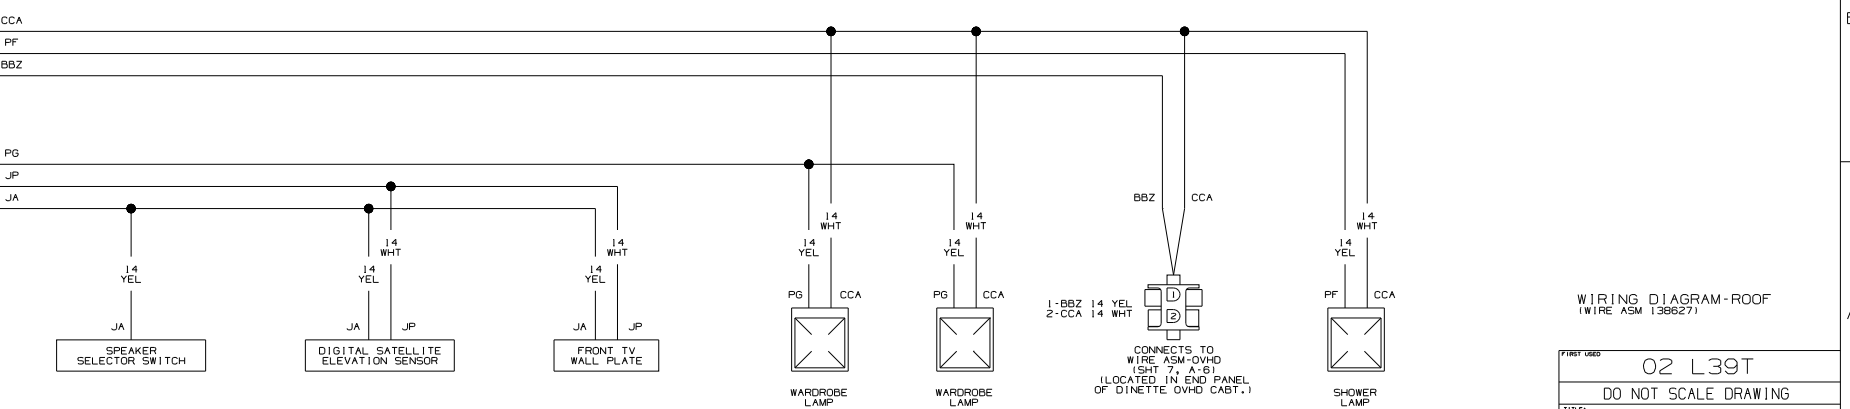 CCA
PF
BBZ
PG
JP
JA
14
YEL
JA
SPEAKER
SELECTOR SWITCH
14
WHT
14
YEL
JA
JP
DIGITAL SATELLITE
ELEVATION SENSOR
14
WHT
14
YEL
JA
JP
FRONT TV
WALL PLATE
14
WHT
14
YEL
PG
CCA
WARDROBE
LAMP
14
WHT
14
YEL
PG
CCA
WARDROBE
LAMP
BBZ
CCA
1-BBZ 14 YEL
2-CCA 14 WHT
1
2
CONNECTS TO
WIRE ASM-OVHD
(SHT 7, A-6)
(LOCATED IN END PANEL
OF DINETTE OVHD CABT.)
14
WHT
14
YEL
PF
CCA
SHOWER
LAMP
WIRING DIAGRAM-ROOF
(WIRE ASM 138627)
FIRST USED
02 L39T
DO NOT SCALE DRAWING